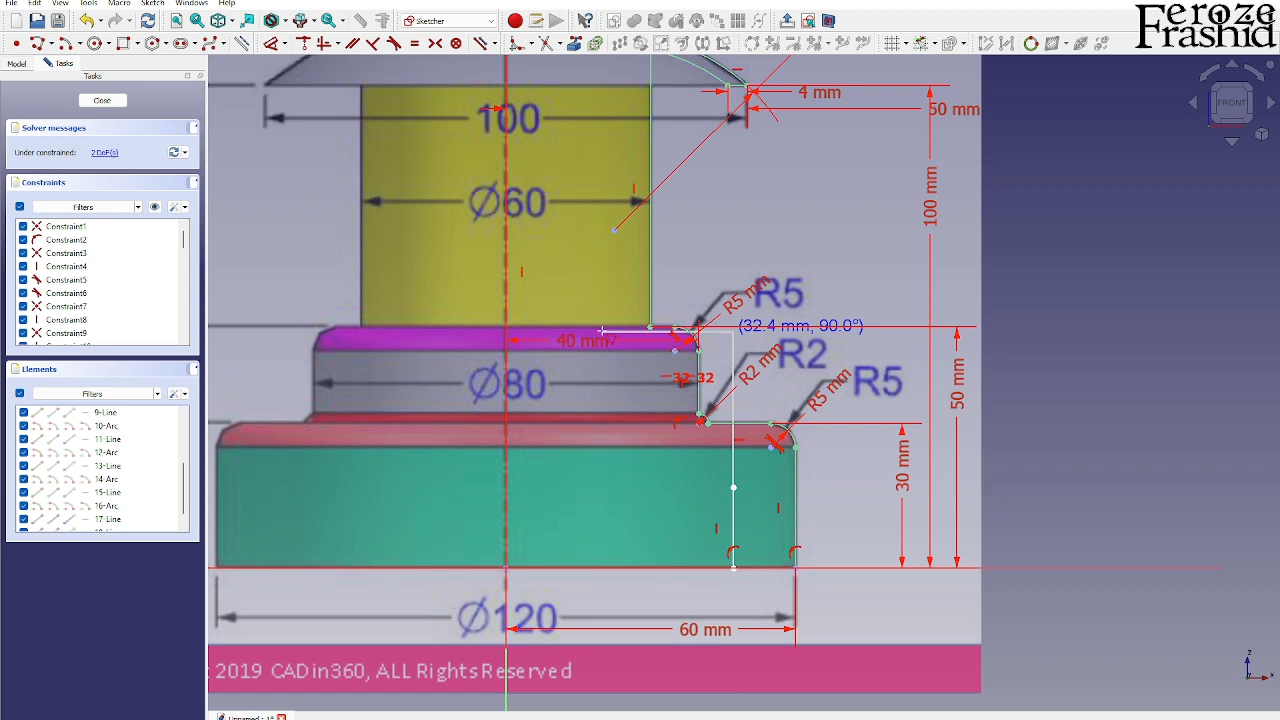 File Edit View Tools Macro Sketch Windows Help
Feroze
Frashid
Sketcher
Model Tasks
Tasks
Close
Solver messages
Under constrained: 2 DoF(s)
Constraints
Filters
Constraint1
Constraint2
Constraint3
Constraint4
Constraint5
Constraint6
Constraint7
Constraint8
Constraint9
Elements
Filters
9-Line
10-Arc
11-Line
12-Arc
13-Line
14-Arc
15-Line
16-Arc
17-Line
FRONT
4 mm
50 mm
100
100 mm
Ø60
R5
R5 mm
(32.4 mm, 90.0°)
40 mm
R2
R2 mm
32 32
Ø80
R5
R5 mm
50 mm
30 mm
Ø120
60 mm
2019 CADin360, ALL Rights Reserved
z
x
Unnamed : 1*